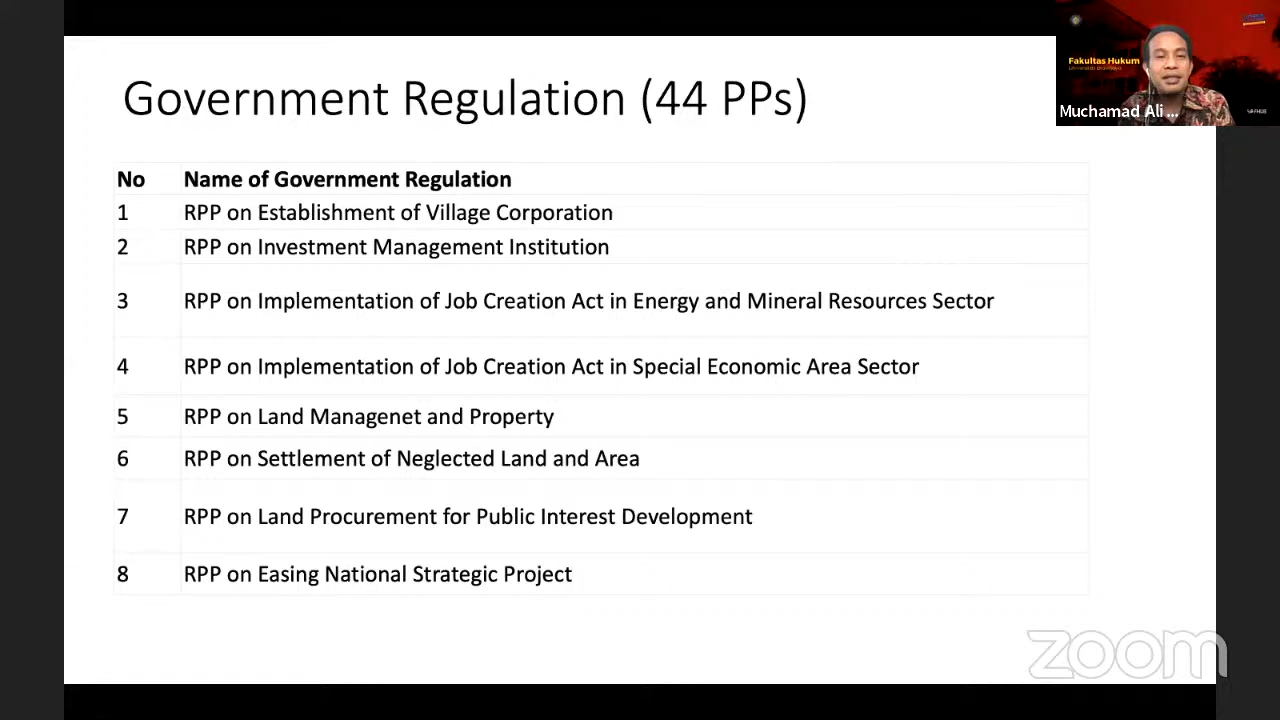 Government Regulation (44 PPs)
Fakultas Hukum
Muchamad Ali ...
No Name of Government Regulation
1 RPP on Establishment of Village Corporation
2 RPP on Investment Management Institution
3 RPP on Implementation of Job Creation Act in Energy and Mineral Resources Sector
4 RPP on Implementation of Job Creation Act in Special Economic Area Sector
5 RPP on Land Managenet and Property
6 RPP on Settlement of Neglected Land and Area
7 RPP on Land Procurement for Public Interest Development
8 RPP on Easing National Strategic Project
zoom